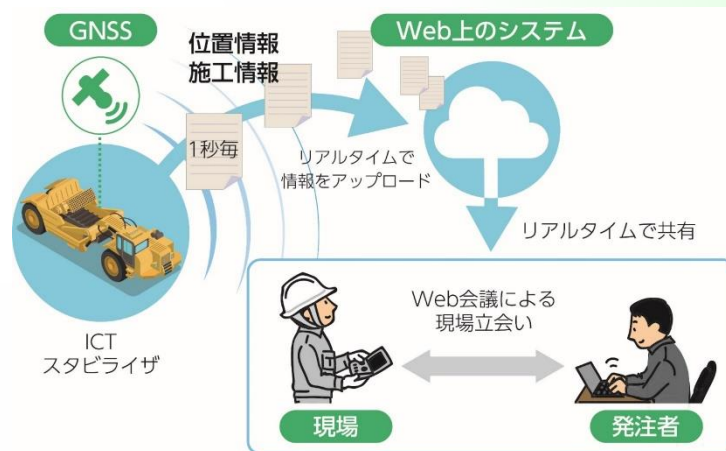 GNSS
位置情報
施工情報
Web上のシステム
1秒毎
リアルタイムで
情報をアップロード
リアルタイムで共有
ICT
スタビライザ
Web会議による
現場立会い
現場
発注者